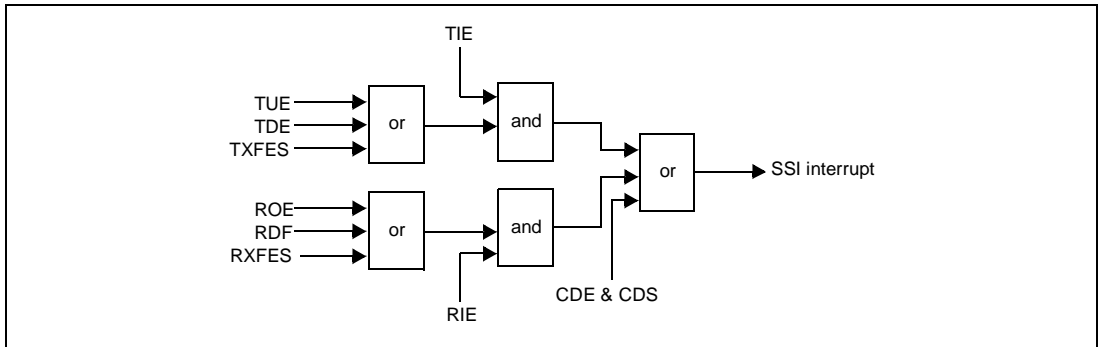 TIE
TUE
TDE
TXFES
or
and
or
SSI interrupt
ROE
RDF
RXFES
or
and
CDE & CDS
RIE